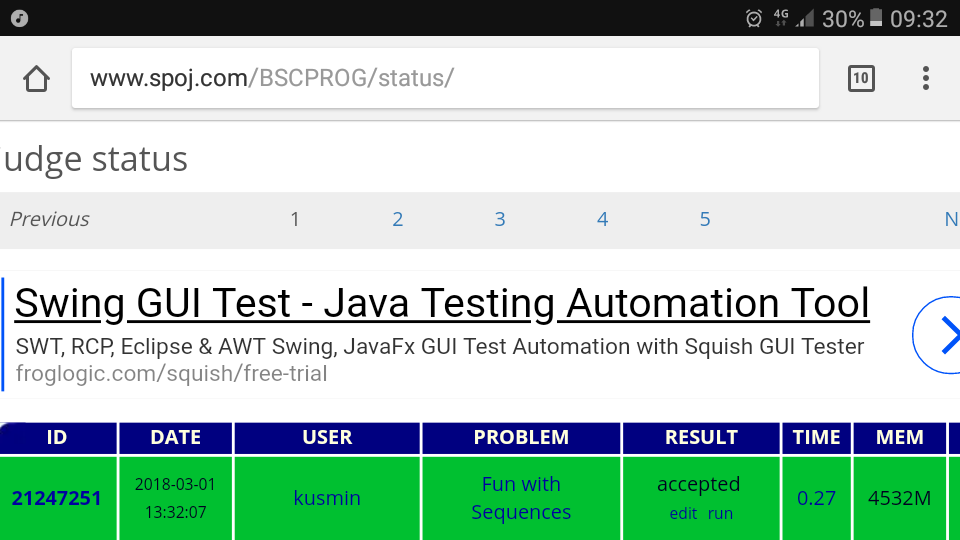 4G 30% 09:32
www.spoj.com/BSCPROG/status/ 10
udge status
Previous 1 2 3 4 5 N
Swing GUI Test - Java Testing Automation Tool
SWT, RCP, Eclipse & AWT Swing, JavaFx GUI Test Automation with Squish GUI Tester
froglogic.com/squish/free-trial
ID DATE USER PROBLEM RESULT TIME MEM
21247251 2018-03-01 13:32:07 kusmin Fun with Sequences accepted edit run 0.27 4532M